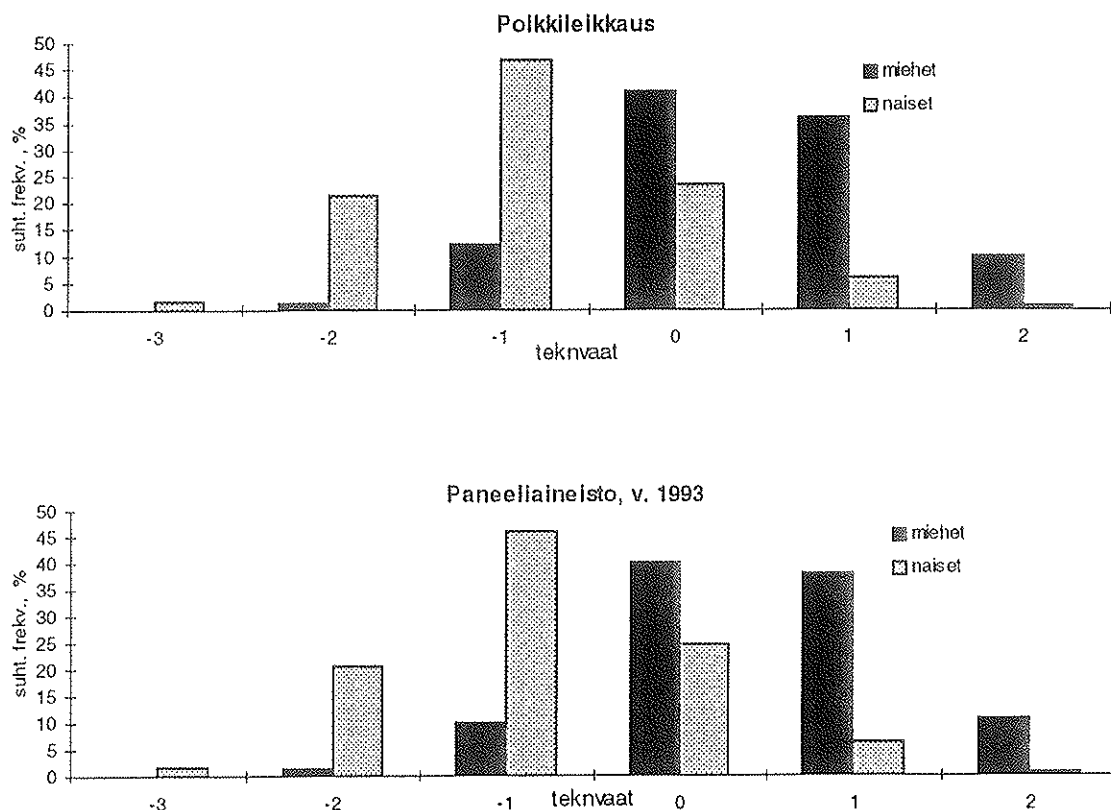 Poikkileikkaus
50
45
40
35
30
25
20
15
10
5
0
suht. frekv., %
miehet
naiset
-3 -2 -1 0 1 2
teknvaat
Paneeliaineisto, v. 1993
50
45
40
35
30
25
20
15
10
5
0
suht. frekv., %
miehet
naiset
-3 -2 -1 0 1 2
teknvaat